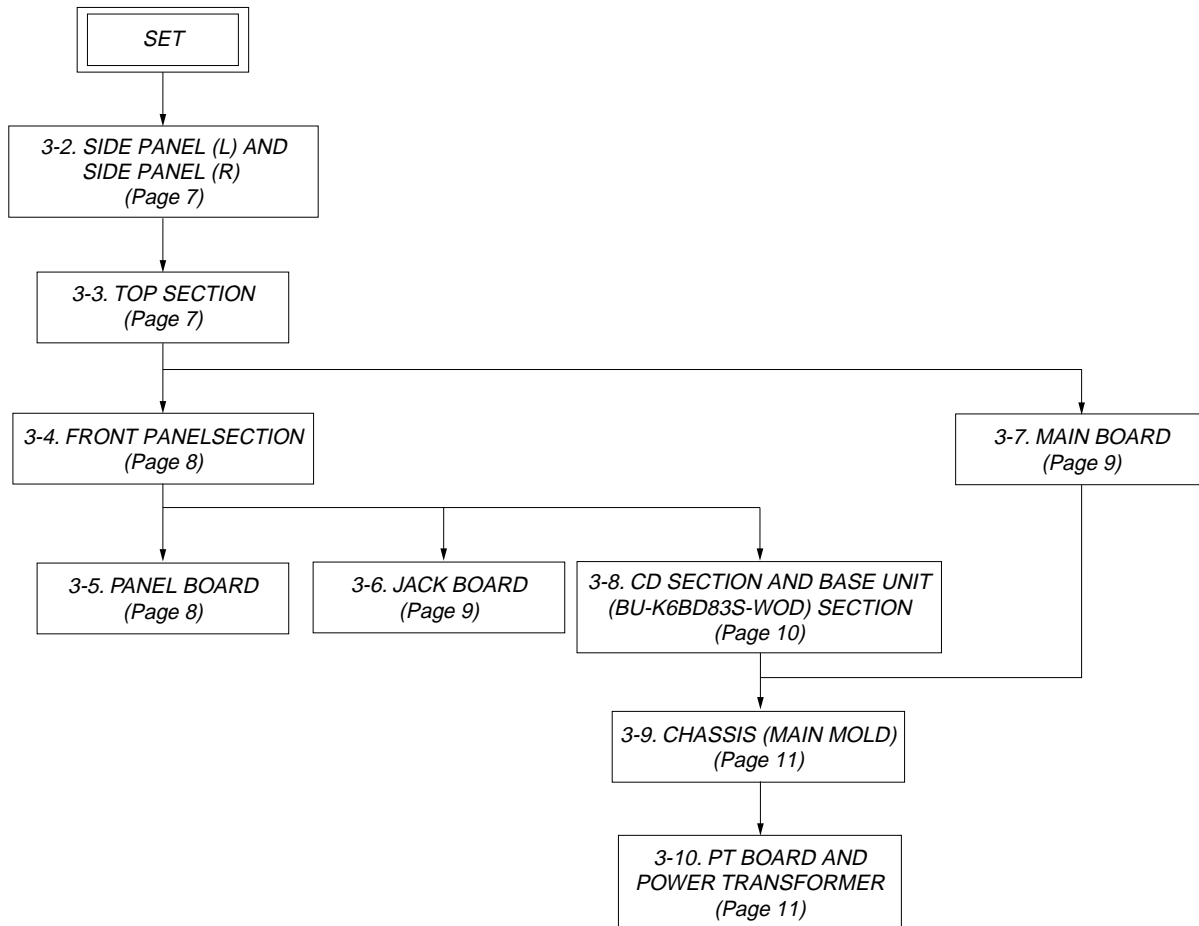 SET
3-2. SIDE PANEL (L) AND
SIDE PANEL (R)
(Page 7)
3-3. TOP SECTION
(Page 7)
3-4. FRONT PANELSECTION
(Page 8)
3-7. MAIN BOARD
(Page 9)
3-5. PANEL BOARD
(Page 8)
3-6. JACK BOARD
(Page 9)
3-8. CD SECTION AND BASE UNIT
(BU-K6BD83S-WOD) SECTION
(Page 10)
3-9. CHASSIS (MAIN MOLD)
(Page 11)
3-10. PT BOARD AND
POWER TRANSFORMER
(Page 11)